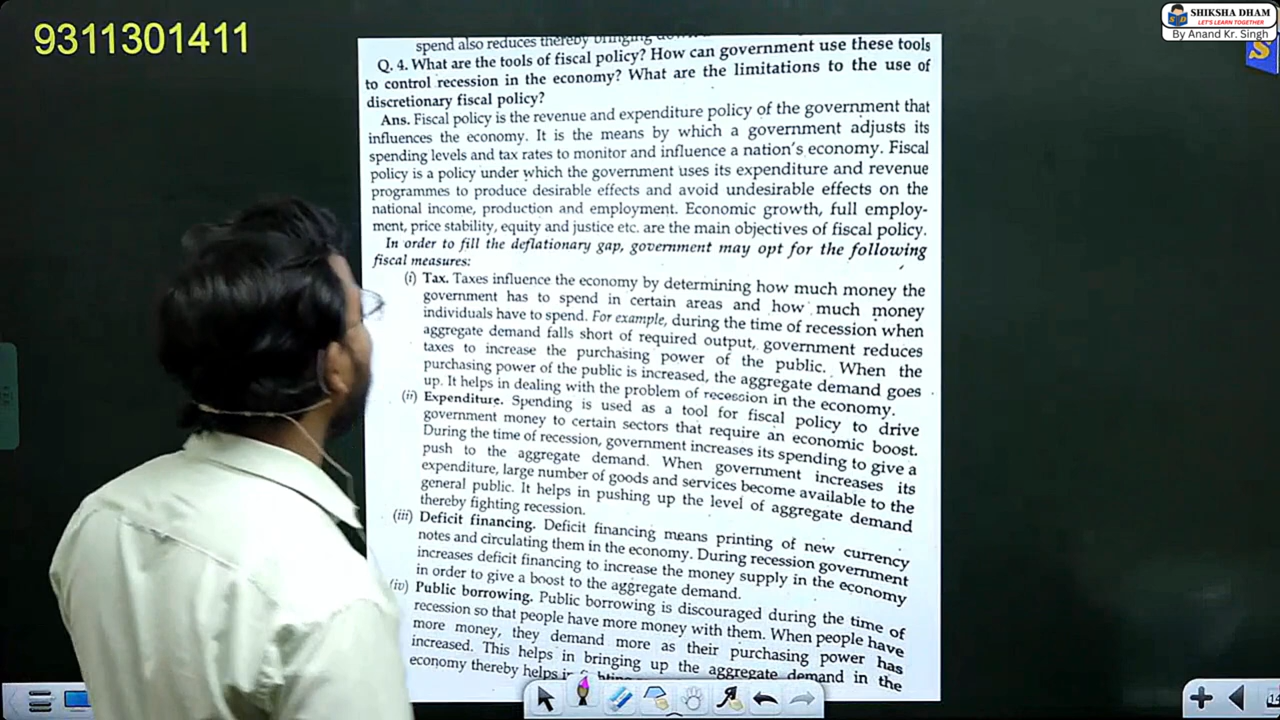 9311301411
SHIKSHA DHAM
LET'S LEARN TOGETHER
By Anand Kr. Singh
spend also reduces thereby bringing
Q. 4. What are the tools of fiscal policy? How can government use these tools
to control recession in the economy? What are the limitations to the use of
discretionary fiscal policy?
Ans. Fiscal policy is the revenue and expenditure policy of the government that
influences the economy. It is the means by which a government adjusts its
spending levels and tax rates to monitor and influence a nation's economy. Fiscal
policy is a policy under which the government uses its expenditure and revenue
programmes to produce desirable effects and avoid undesirable effects on the
national income, production and employment. Economic growth, full employ-
ment, price stability, equity and justice etc. are the main objectives of fiscal policy.
In order to fill the deflationary gap, government may opt for the following
fiscal measures:
(i) Tax. Taxes influence the economy by determining how much money the
government has to spend in certain areas and how much money
individuals have to spend. For example, during the time of recession when
aggregate demand falls short of required output, government reduces
taxes to increase the purchasing power of the public. When the
purchasing power of the public is increased, the aggregate demand goes
up. It helps in dealing with the problem of recession in the economy.
(ii) Expenditure. Spending is used as a tool for fiscal policy to drive
government money to certain sectors that require an economic boost.
During the time of recession, government increases its spending to give a
push to the aggregate demand. When government increases its
expenditure, large number of goods and services become available to the
general public. It helps in pushing up the level of aggregate demand
thereby fighting recession.
(iii) Deficit financing. Deficit financing means printing of new currency
notes and circulating them in the economy. During recession government
increases deficit financing to increase the money supply in the economy
in order to give a boost to the aggregate demand.
(iv) Public borrowing. Public borrowing is discouraged during the time of
recession so that people have more money with them. When people have
more money, they demand more as their purchasing power has
increased. This helps in bringing up the aggregate demand in the
economy thereby helps